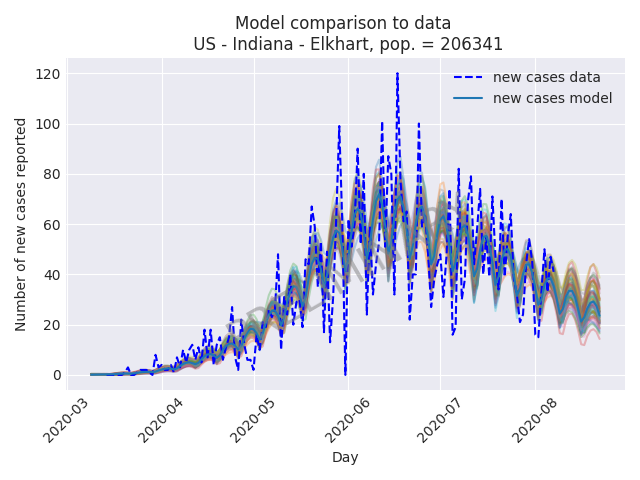 Model comparison to data
US - Indiana - Elkhart, pop. = 206341
new cases data
new cases model
Number of new cases reported
120
100
80
60
40
20
0
2020-03
2020-04
2020-05
2020-06
2020-07
2020-08
Day